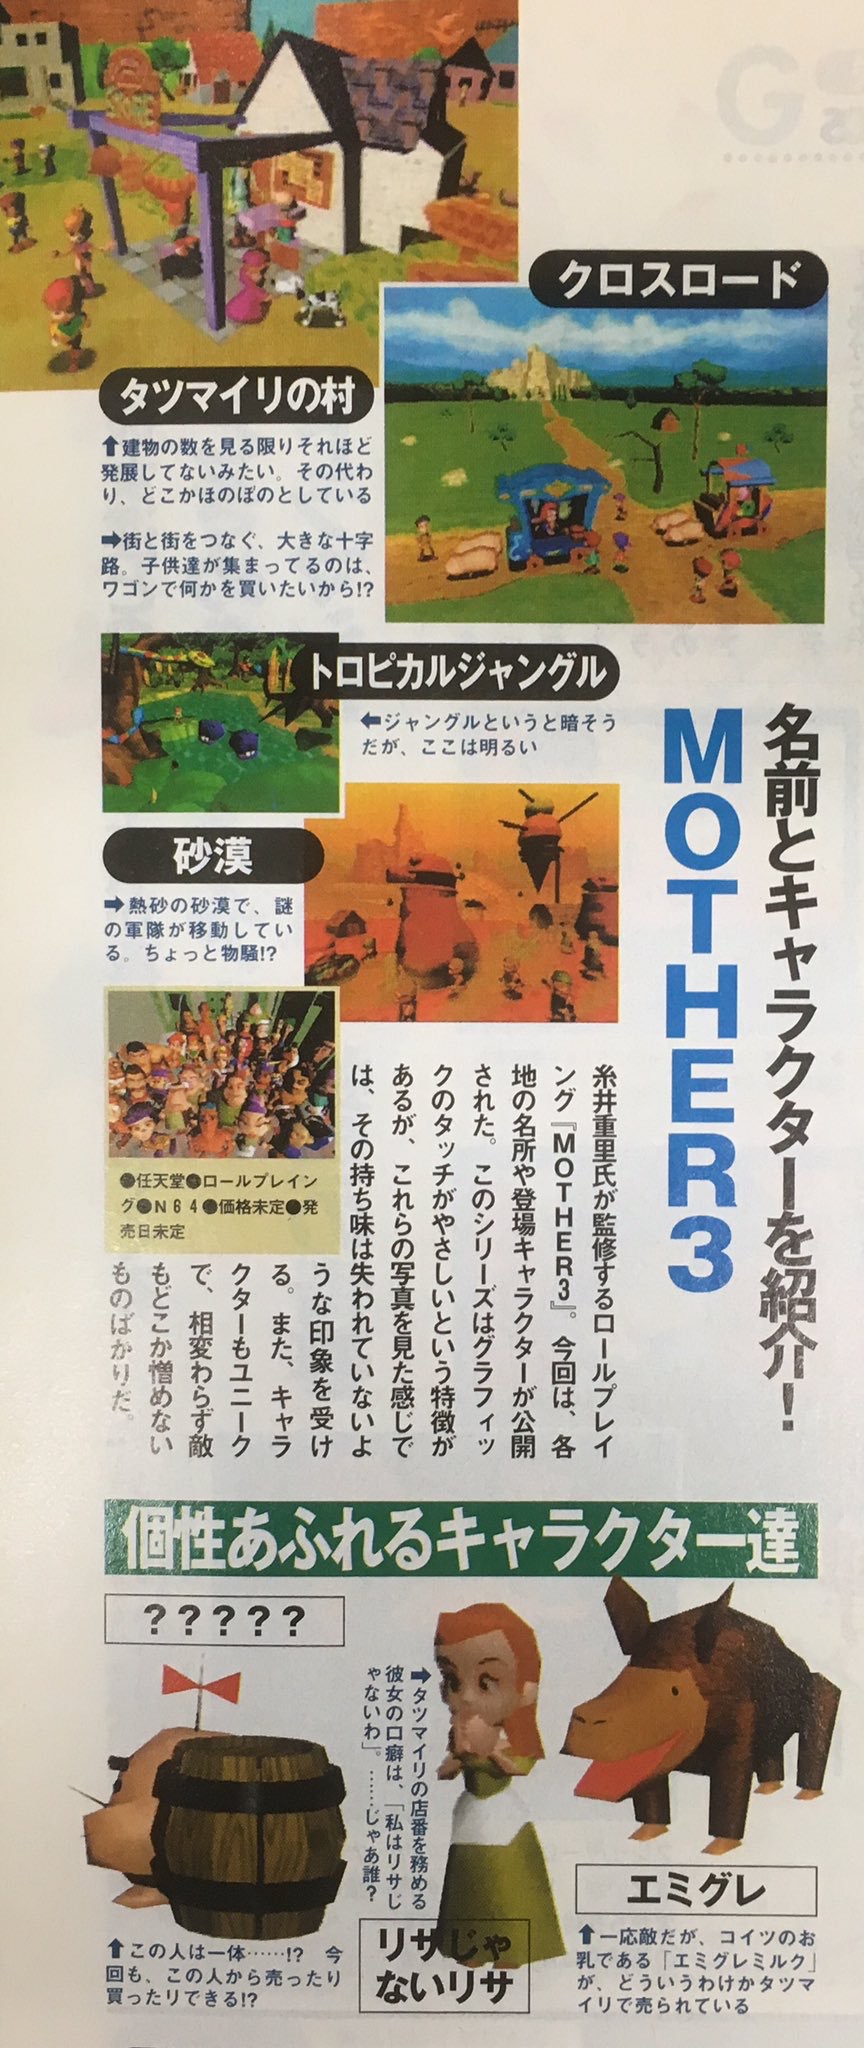 クロスロード
タツマイリの村
⬆建物の数を見る限りそれほど
発展してないみたい。その代わ
り、どこかほのぼのとしている
➡街と街をつなぐ、大きな十字
路。子供達が集まってるのは、
ワゴンで何かを買いたいから!?
トロピカルジャングル
⬅ジャングルというと暗そう
だが、ここは明るい
砂漠
➡熱砂の砂漠で、謎
の軍隊が移動してい
る。ちょっと物騒!?
名前とキャラクターを紹介!
MOTHER3
●任天堂●ロールプレイン
グ●N64●価格未定●発
売日未定
糸井重里氏が監修するロールプレイ
ング『MOTHER3』。今回は、各
地の名所や登場キャラクターが公開
された。このシリーズはグラフィッ
クのタッチがやさしいという特徴が
あるが、これらの写真を見た感じで
は、その持ち味は失われていないよ
うな印象を受け
る。また、キャラ
クターもユニーク
で、相変わらず敵
もどこか憎めない
ものばかりだ。
個性あふれるキャラクター達
?????
⬆この人は一体……!? 今
回も、この人から売ったり
買ったりできる!?
➡タツマイリの店番を務める
彼女の口癖は、「私はリサじ
ゃないわ」。……じゃあ誰?
リサじゃ
ないリサ
エミグレ
⬆一応敵だが、コイツのお
乳である「エミグレミルク」
が、どういうわけかタツマ
イリで売られている